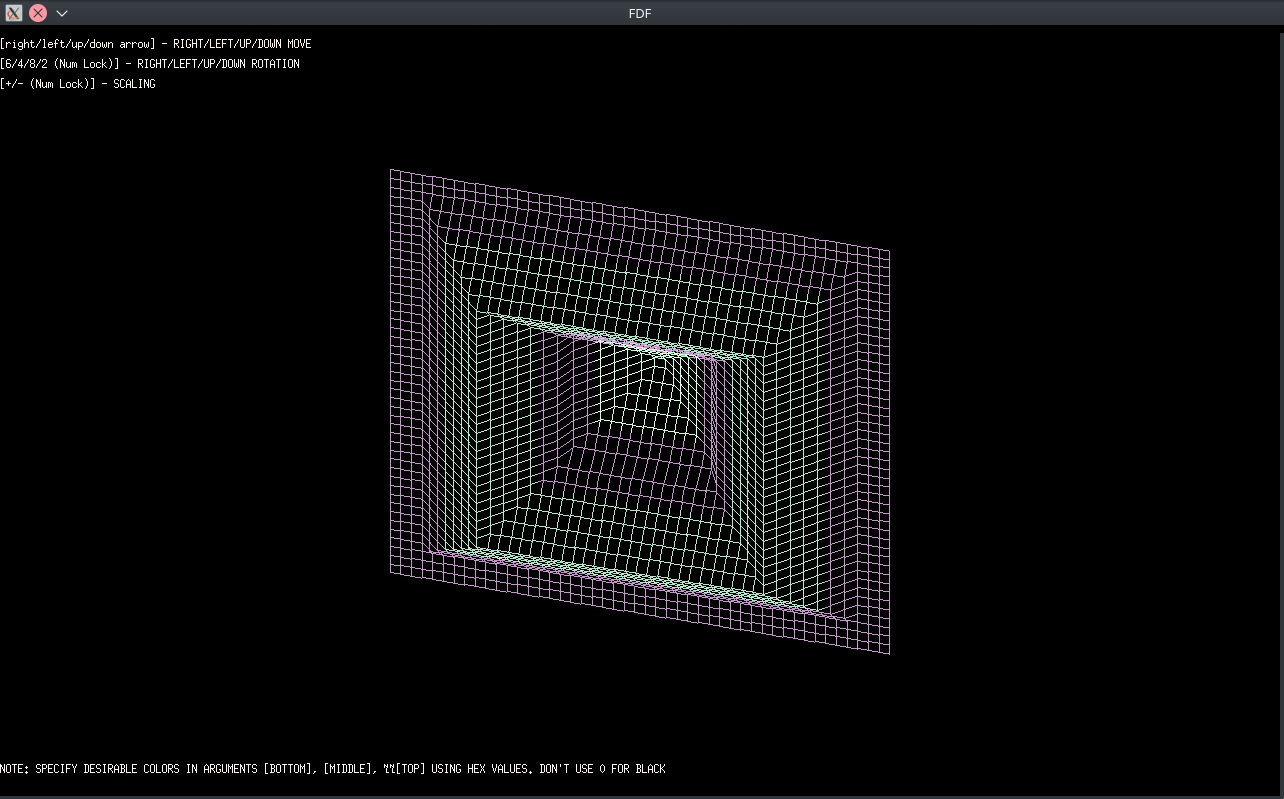 FDF
[right/left/up/down arrow] - RIGHT/LEFT/UP/DOWN MOVE
[6/4/8/2 (Num Lock)] - RIGHT/LEFT/UP/DOWN ROTATION
[+/- (Num Lock)] - SCALING
NOTE: SPECIFY DESIRABLE COLORS IN ARGUMENTS [BOTTOM], [MIDDLE], [TOP] USING HEX VALUES. DON'T USE 0 FOR BLACK